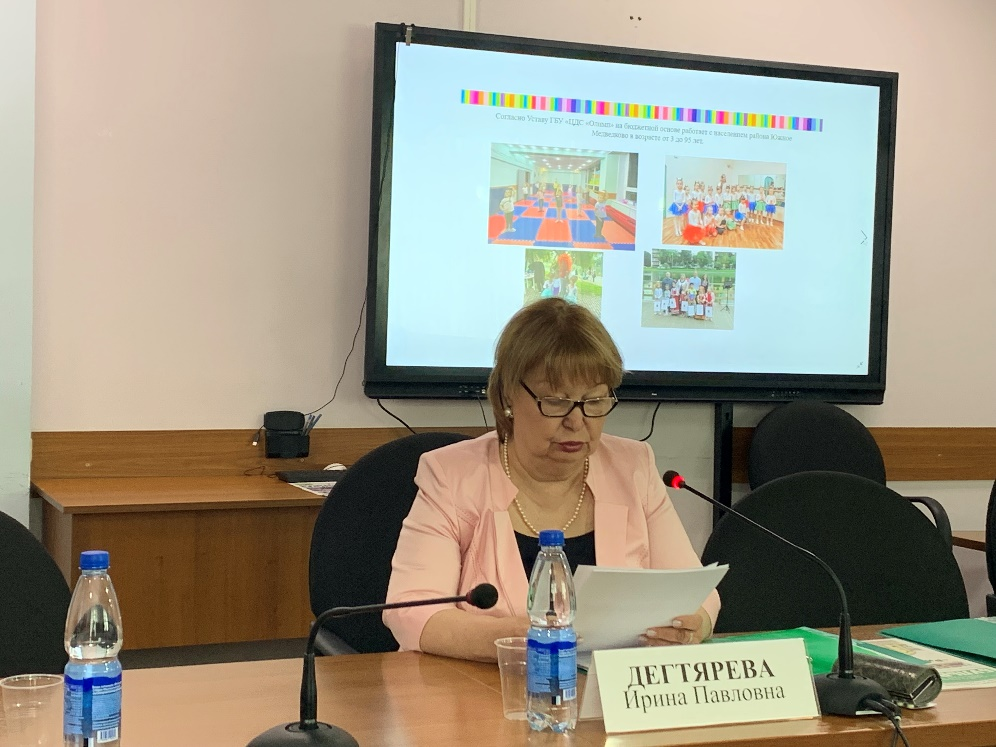 Согласно Уставу ГБУ «ЦДС «Олимп» на бюджетной основе работает с населением района Южное
Медведково в возрасте от 3 до 95 лет.
ДЕГТЯРЕВА
Ирина Павловна